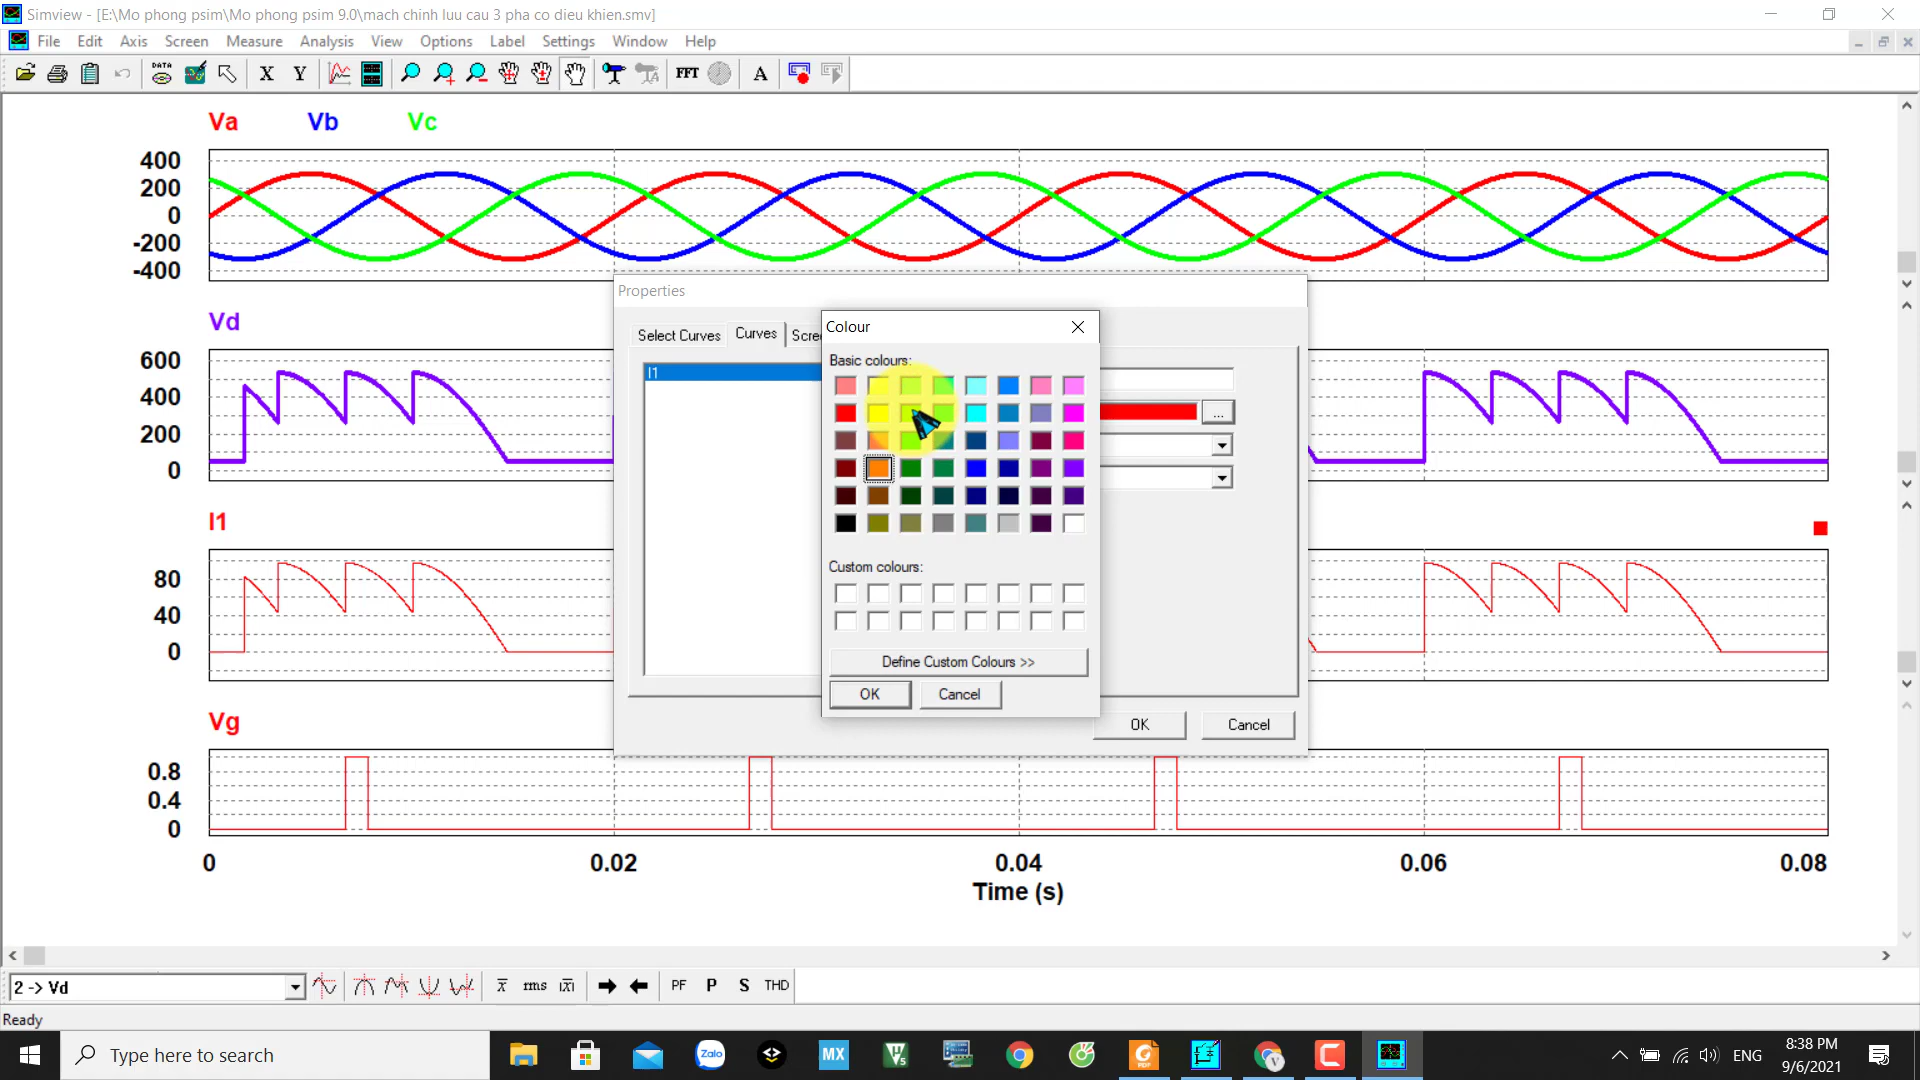 Simview - [E:\Mo phong psim\Mo phong psim 9.0\mach chinh luu cau 3 pha co dieu khien.smv]
File Edit Axis Screen Measure Analysis View Options Label Settings Window Help
DATA X Y FFT A A
Va Vb Vc
400
200
0
-200
-400
Vd
600
400
200
0
I1
80
40
0
Vg
0.8
0.4
0
0 0.02 0.04 0.06 0.08
Time (s)
Properties
Select Curves Curves
I1
...
OK Cancel
Colour
Basic colours:
Custom colours:
Define Custom Colours >>
OK Cancel
2 -> Vd
x rms |x| PF P S THD
Ready
Type here to search
Zalo
MX
V5
PDF
V
C
ENG
8:38 PM
9/6/2021